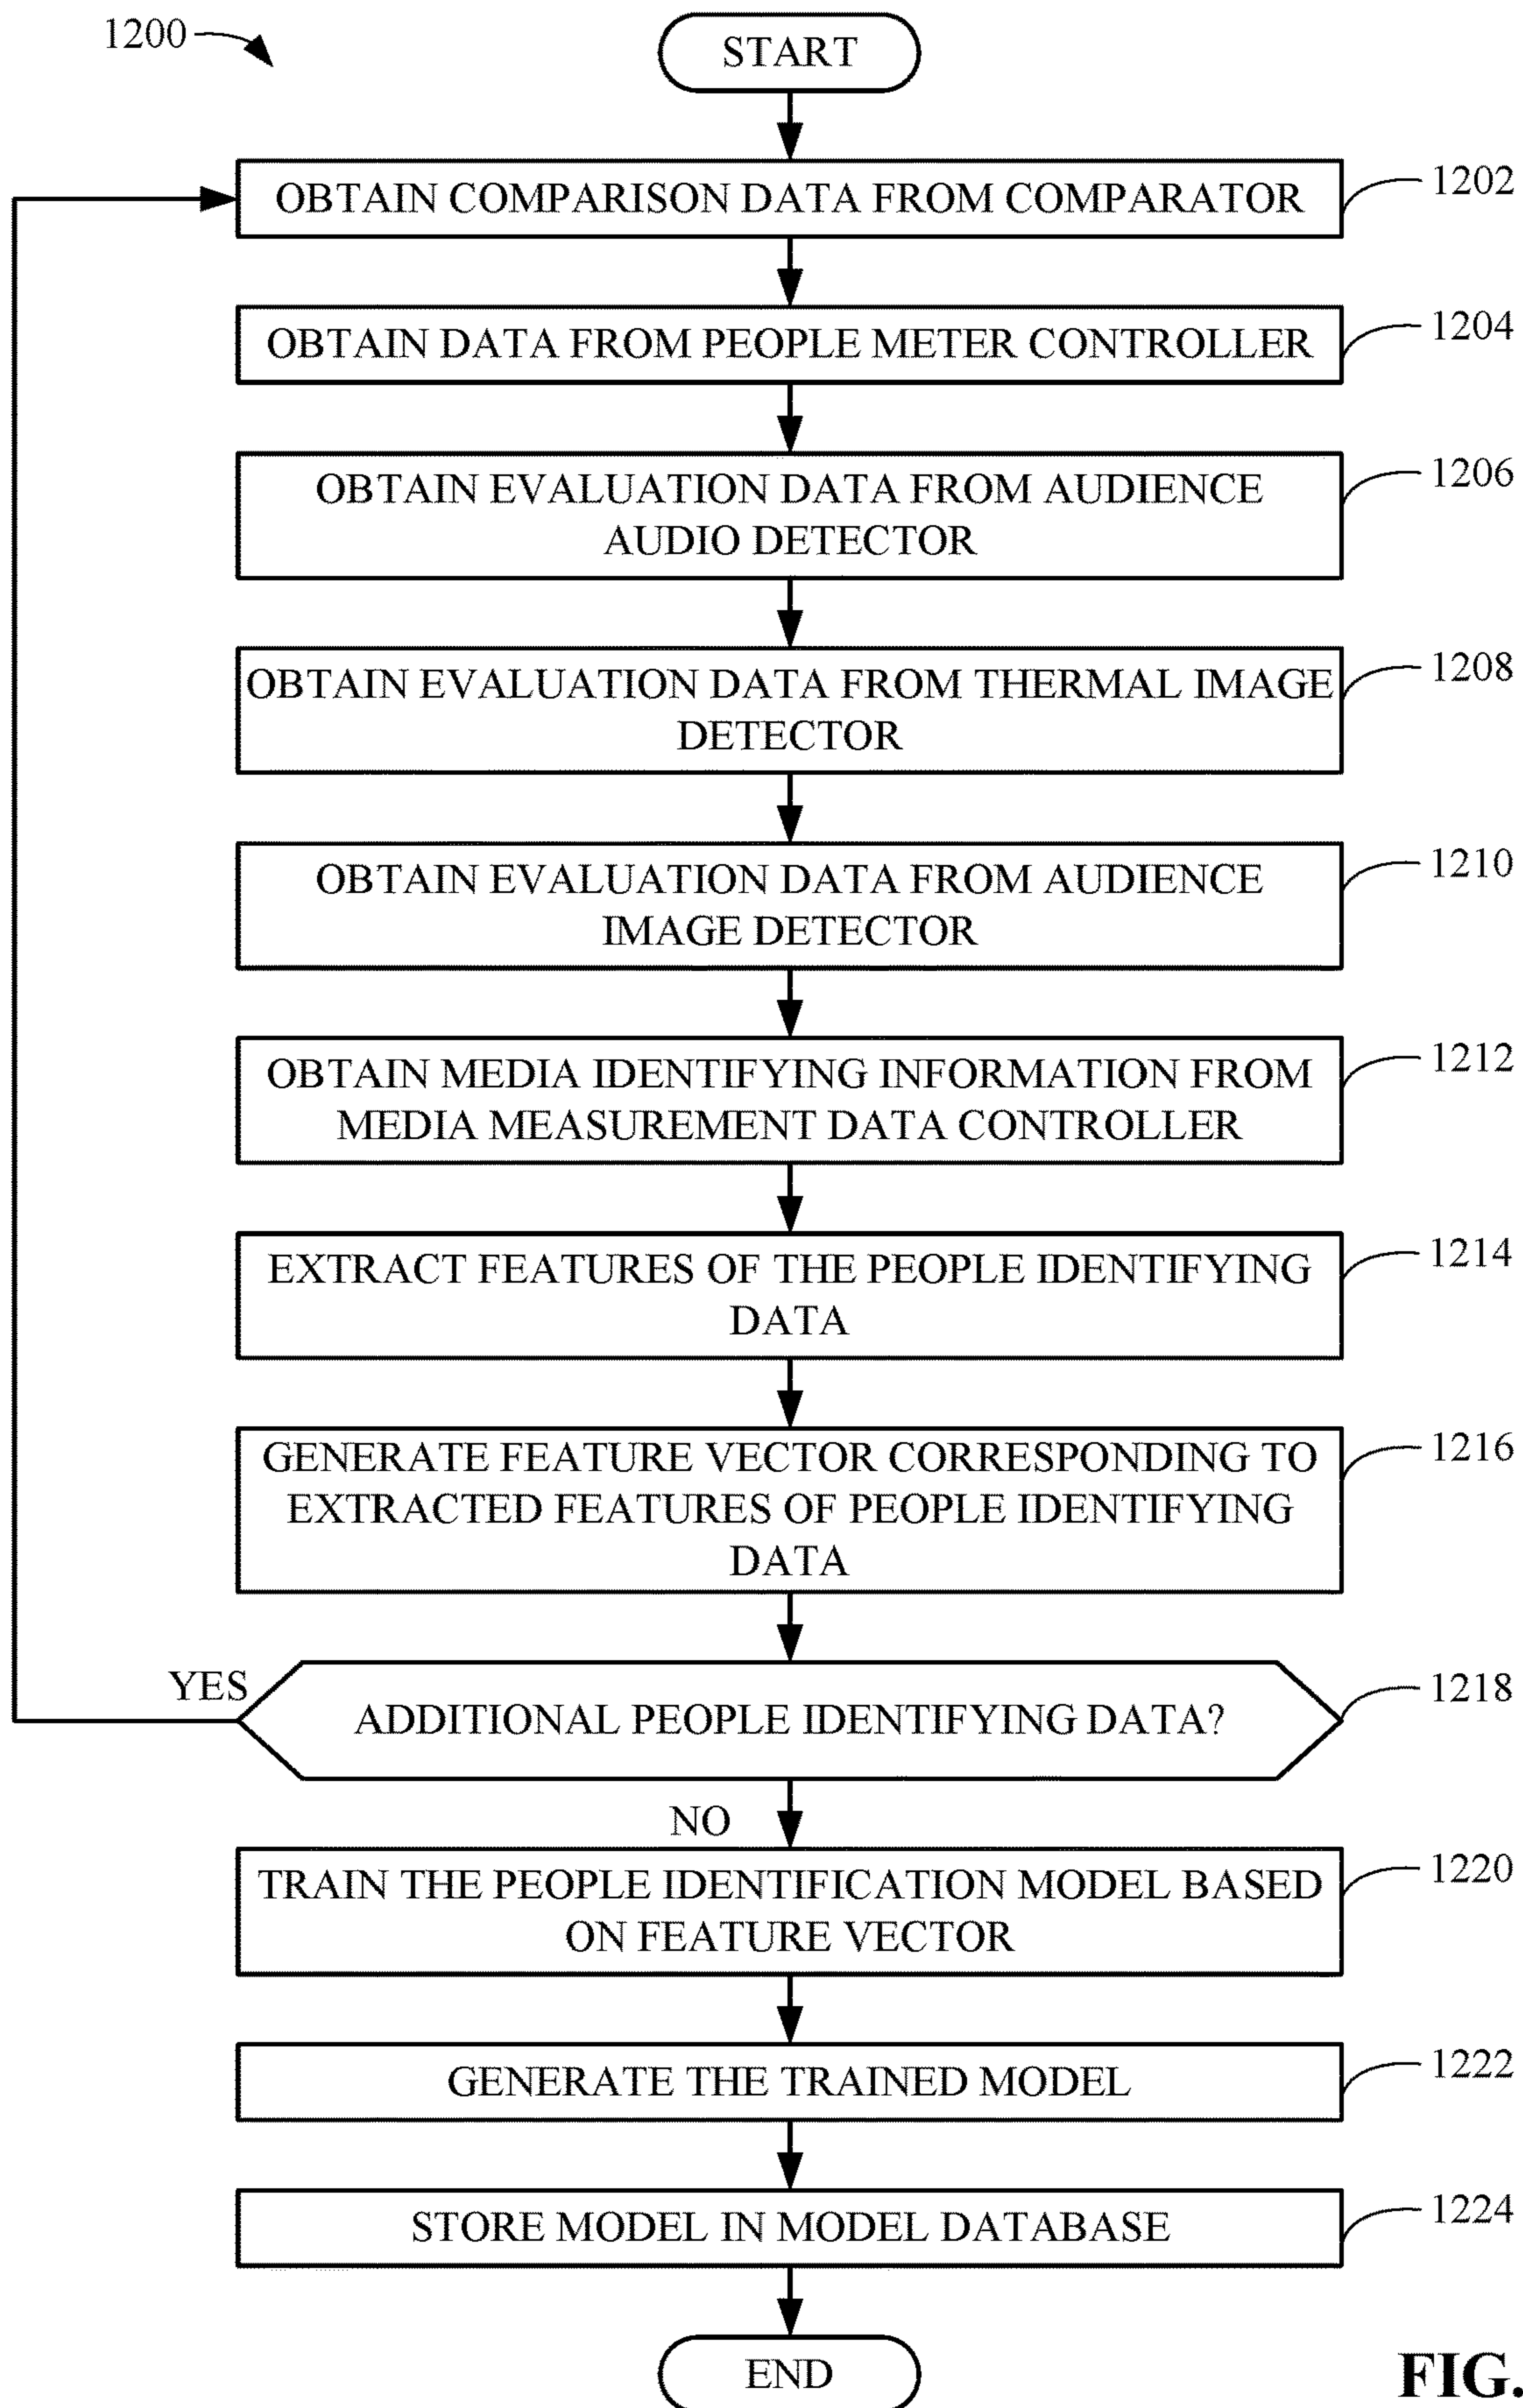 1200
START
OBTAIN COMPARISON DATA FROM COMPARATOR
1202
OBTAIN DATA FROM PEOPLE METER CONTROLLER
1204
OBTAIN EVALUATION DATA FROM AUDIENCE
AUDIO DETECTOR
1206
OBTAIN EVALUATION DATA FROM THERMAL IMAGE
DETECTOR
1208
OBTAIN EVALUATION DATA FROM AUDIENCE
IMAGE DETECTOR
1210
OBTAIN MEDIA IDENTIFYING INFORMATION FROM
MEDIA MEASUREMENT DATA CONTROLLER
1212
EXTRACT FEATURES OF THE PEOPLE IDENTIFYING
DATA
1214
GENERATE FEATURE VECTOR CORRESPONDING TO
EXTRACTED FEATURES OF PEOPLE IDENTIFYING
DATA
1216
YES
ADDITIONAL PEOPLE IDENTIFYING DATA?
1218
NO
TRAIN THE PEOPLE IDENTIFICATION MODEL BASED
ON FEATURE VECTOR
1220
GENERATE THE TRAINED MODEL
1222
STORE MODEL IN MODEL DATABASE
1224
END
FIG.